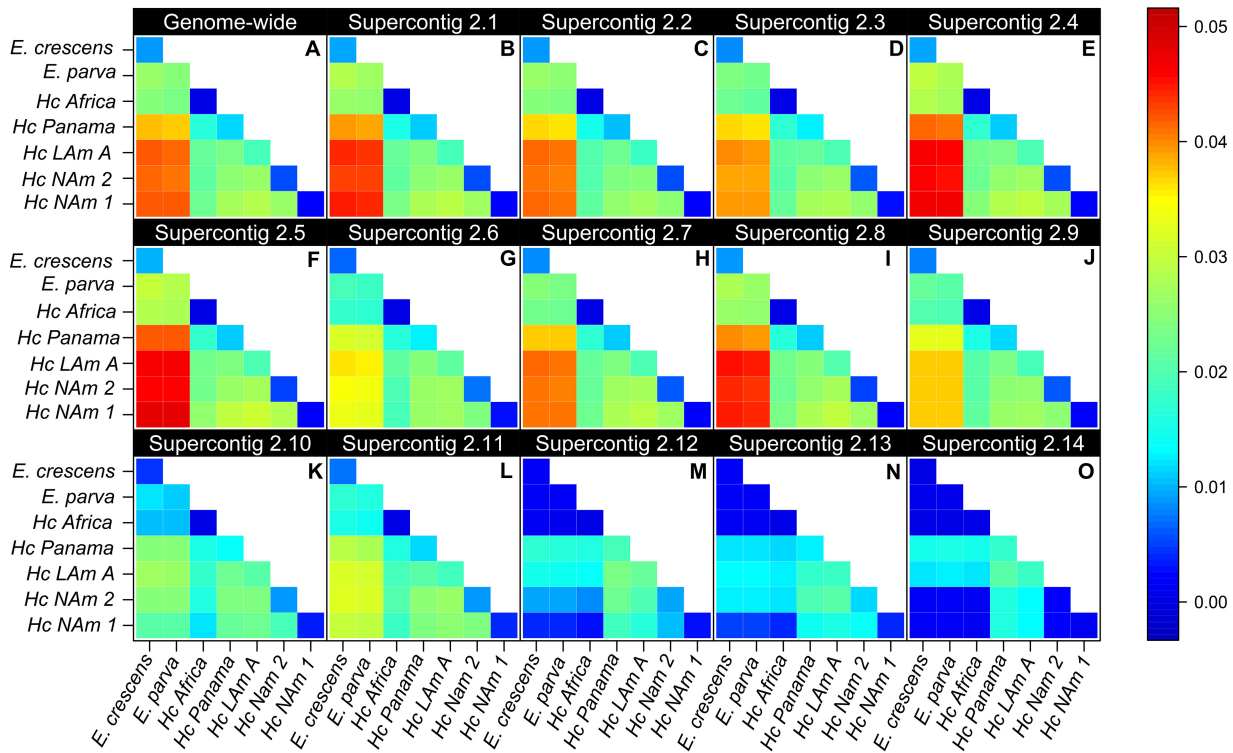 Genome-wide
Supercontig 2.1
Supercontig 2.2
Supercontig 2.3
Supercontig 2.4
E. crescens
E. parva
Hc Africa
Hc Panama
Hc LAm A
Hc NAm 2
Hc NAm 1
A
B
C
D
E
Supercontig 2.5
Supercontig 2.6
Supercontig 2.7
Supercontig 2.8
Supercontig 2.9
E. crescens
E. parva
Hc Africa
Hc Panama
Hc LAm A
Hc NAm 2
Hc NAm 1
F
G
H
I
J
Supercontig 2.10
Supercontig 2.11
Supercontig 2.12
Supercontig 2.13
Supercontig 2.14
E. crescens
E. parva
Hc Africa
Hc Panama
Hc LAm A
Hc NAm 2
Hc NAm 1
K
L
M
N
O
E. crescens
E. parva
Hc Africa
Hc Panama
Hc LAm A
Hc Nam 2
Hc NAm 1
E. crescens
E. parva
Hc Africa
Hc Panama
Hc LAm A
Hc Nam 2
Hc NAm 1
E. crescens
E. parva
Hc Africa
Hc Panama
Hc LAm A
Hc Nam 2
Hc NAm 1
E. crescens
E. parva
Hc Africa
Hc Panama
Hc LAm A
Hc Nam 2
Hc NAm 1
E. crescens
E. parva
Hc Africa
Hc Panama
Hc LAm A
Hc Nam 2
Hc NAm 1
0.05
0.04
0.03
0.02
0.01
0.00